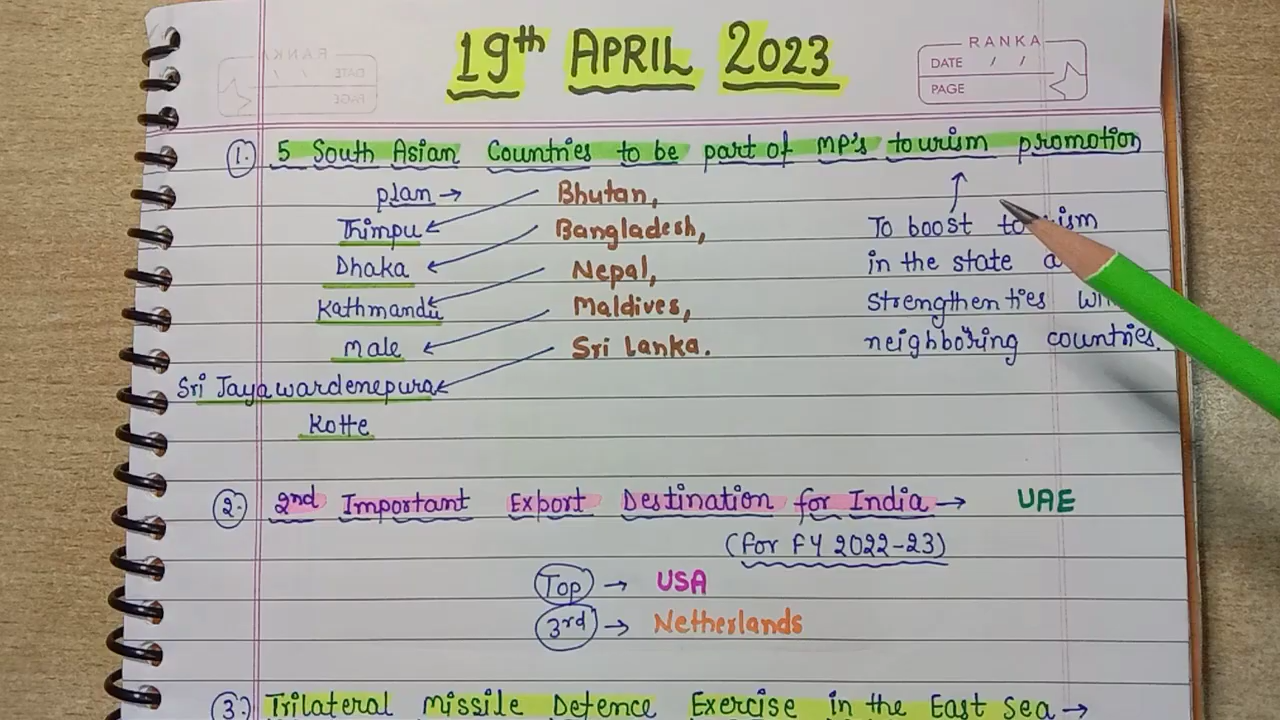 19th APRIL 2023
RANKA
DATE / /
PAGE
1. 5 South Asian Countries to be part of MP's tourism promotion
plan → Bhutan,
Thimpu Bangladesh,
Dhaka Nepal,
Kathmandu Maldives,
Male Sri Lanka.
Sri Jayawardenepura
Kotte
To boost tourism
in the state
strengthen ties
neighboring countries.
2. 2nd Important Export Destination for India → UAE
(for FY 2022-23)
Top → USA
3rd → Netherlands
3. Trilateral Missile Defence Exercise in the East Sea →